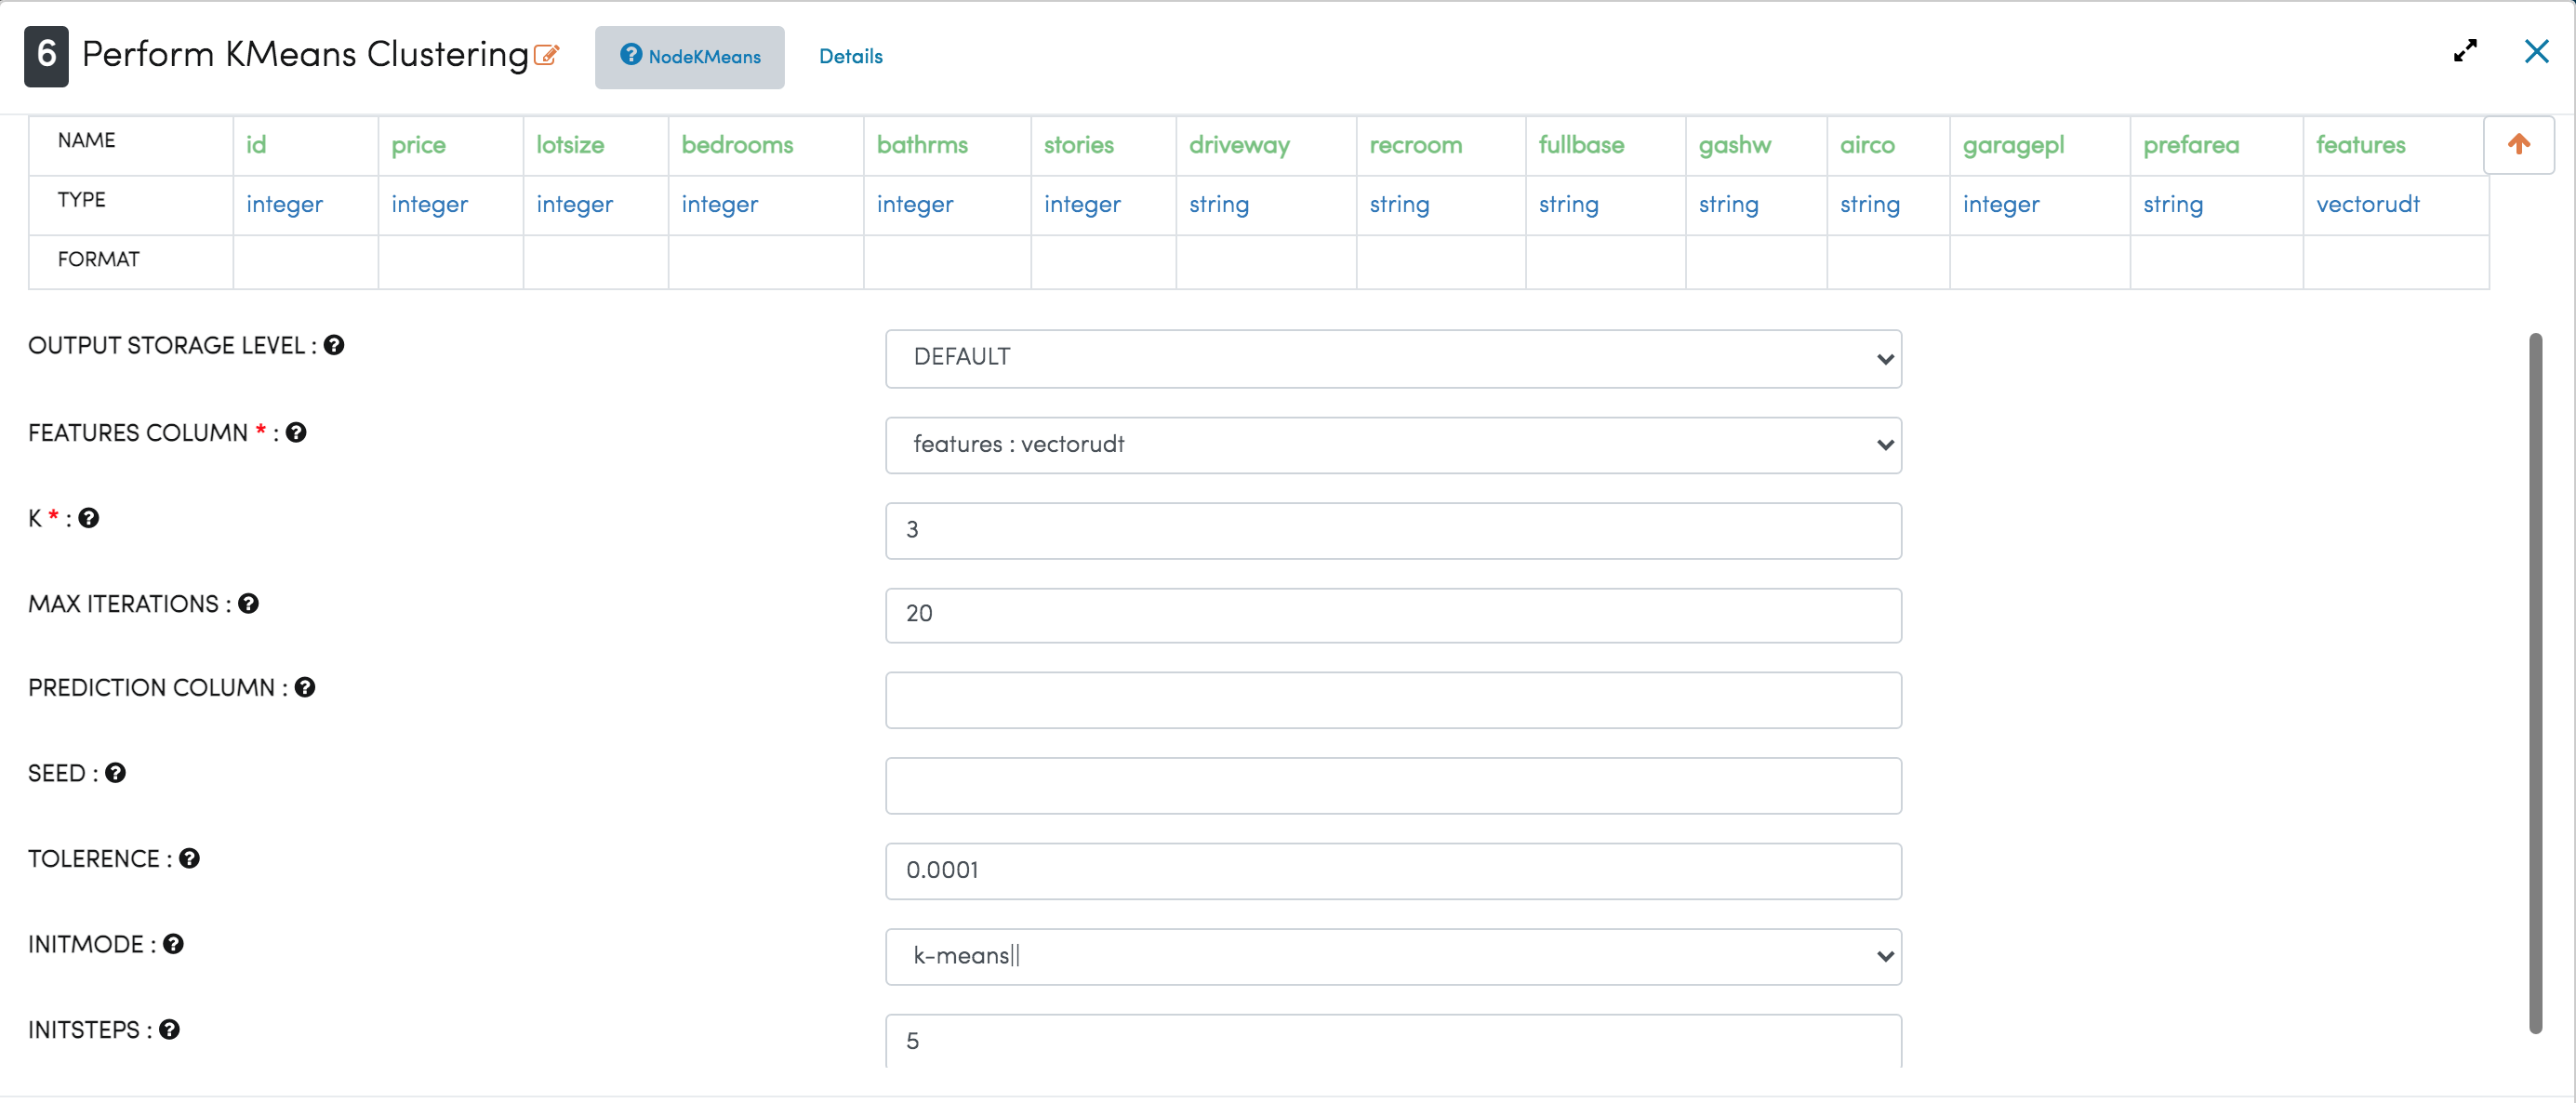 6 Perform KMeans Clustering NodeKMeans Details
NAME id price lotsize bedrooms bathrms stories driveway recroom fullbase gashw airco garagepl prefarea features
TYPE integer integer integer integer integer integer string string string string string integer string vectorudt
FORMAT
OUTPUT STORAGE LEVEL : DEFAULT
FEATURES COLUMN * : features : vectorudt
K * : 3
MAX ITERATIONS : 20
PREDICTION COLUMN :
SEED :
TOLERENCE : 0.0001
INITMODE : k-means||
INITSTEPS : 5